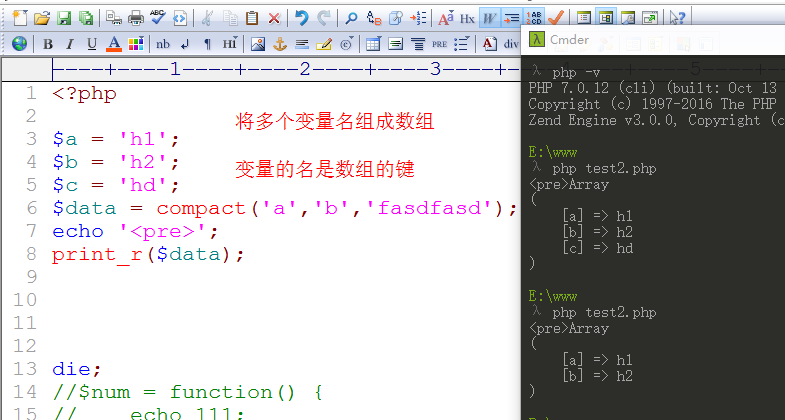 Cmder
B I U A nb HI div PRE
----+----1----+----2----+----3----+
1 <?php
2
将多个变量名组成数组
3 $a = 'h1';
4 $b = 'h2';
变量的名是数组的键
5 $c = 'hd';
6 $data = compact('a','b','fasdfasd');
7 echo '<pre>';
8 print_r($data);
9
10
11
12
13 die;
14 //$num = function() {
15 // echo 111;
λ php -v
PHP 7.0.12 (cli) (built: Oct 13
Copyright (c) 1997-2016 The PHP
Zend Engine v3.0.0, Copyright (c
E:\www
λ php test2.php
<pre>Array
(
[a] => h1
[b] => h2
[c] => hd
)
E:\www
λ php test2.php
<pre>Array
(
[a] => h1
[b] => h2
)